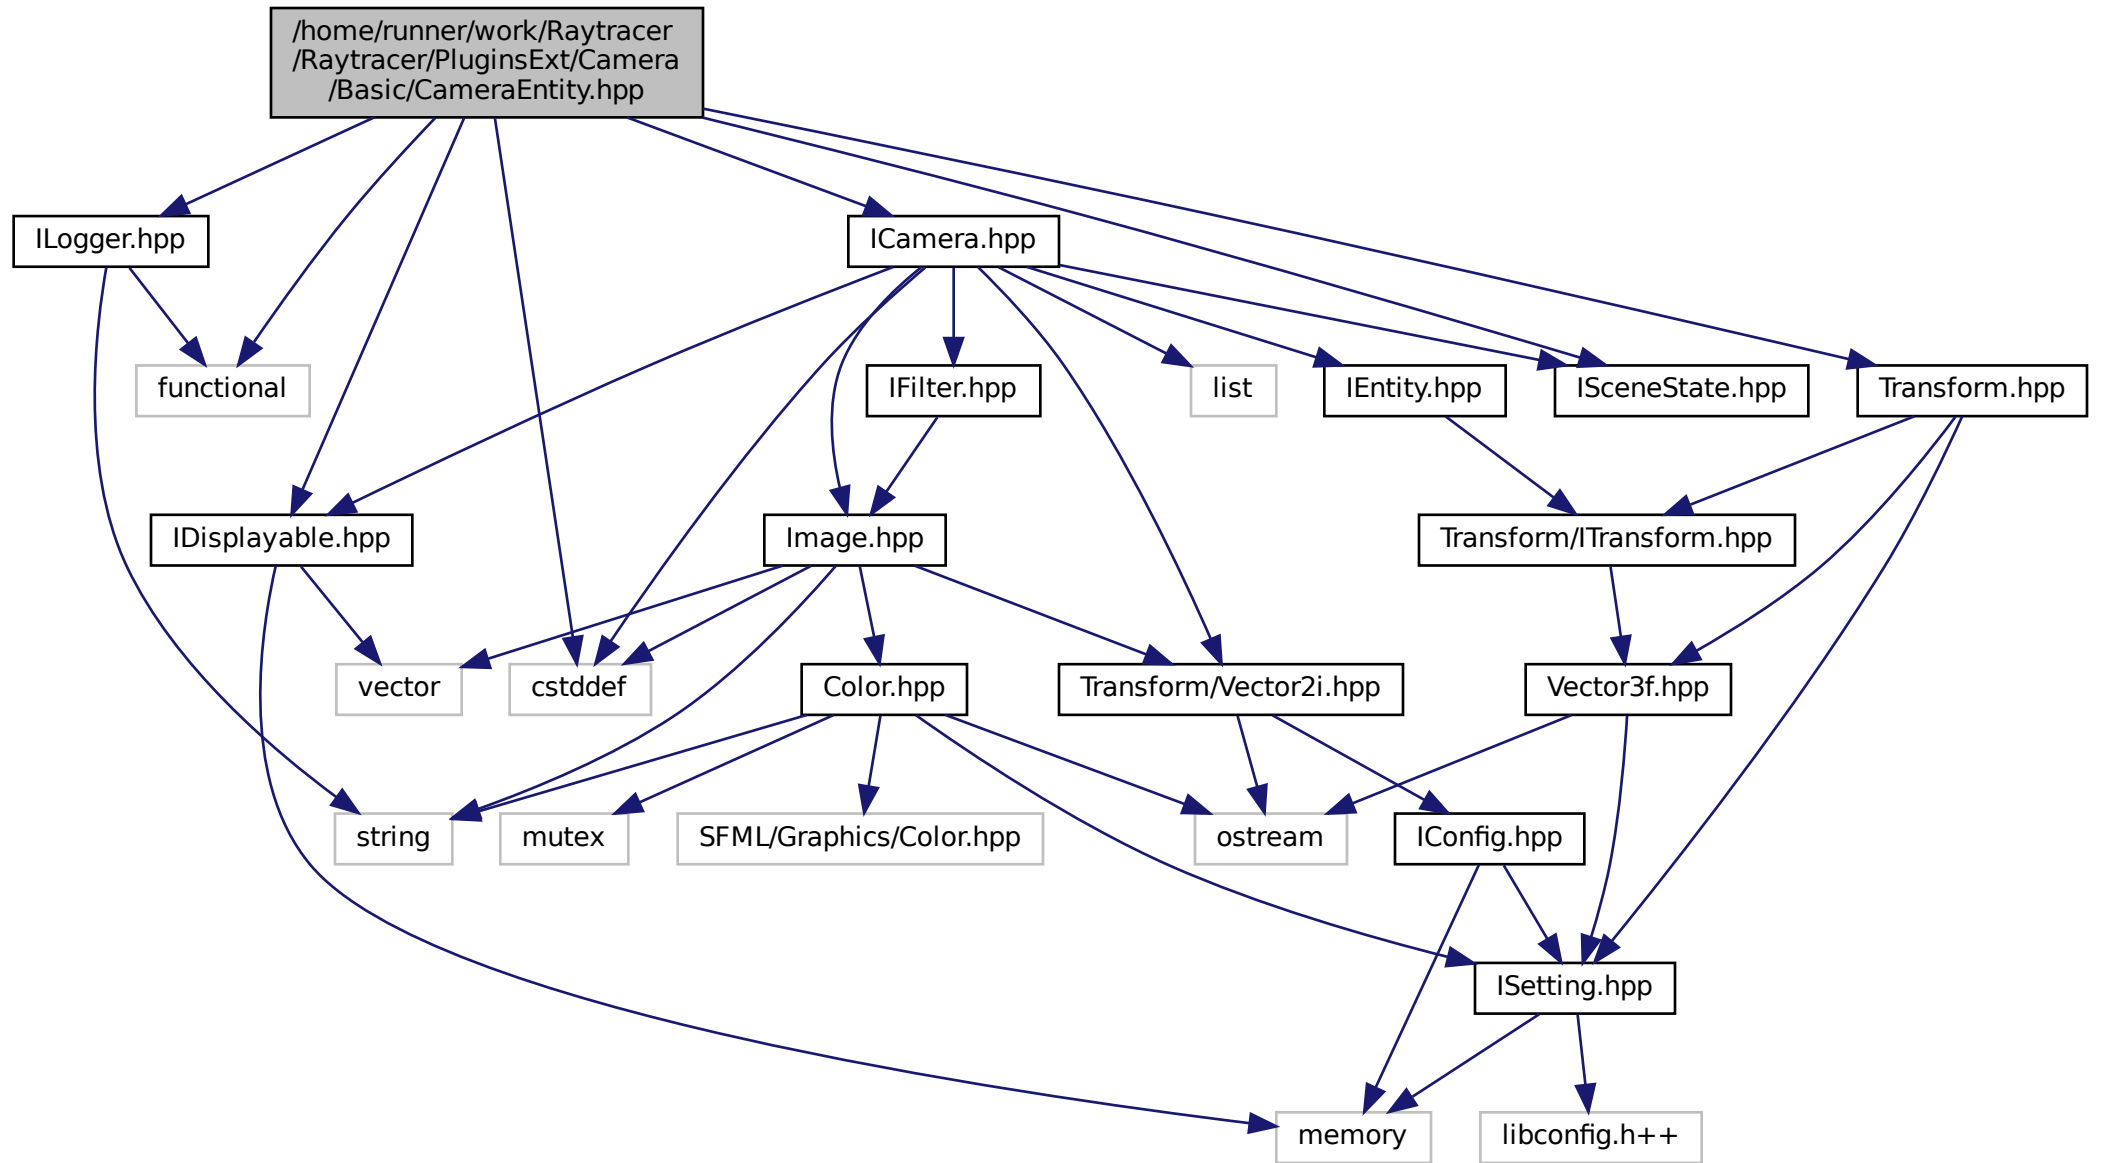 /home/runner/work/Raytracer
/Raytracer/PluginsExt/Camera
/Basic/CameraEntity.hpp
ILogger.hpp
ICamera.hpp
functional
IFilter.hpp
list
IEntity.hpp
ISceneState.hpp
Transform.hpp
IDisplayable.hpp
Image.hpp
Transform/ITransform.hpp
vector
cstddef
Color.hpp
Transform/Vector2i.hpp
Vector3f.hpp
string
mutex
SFML/Graphics/Color.hpp
ostream
IConfig.hpp
ISetting.hpp
memory
libconfig.h++